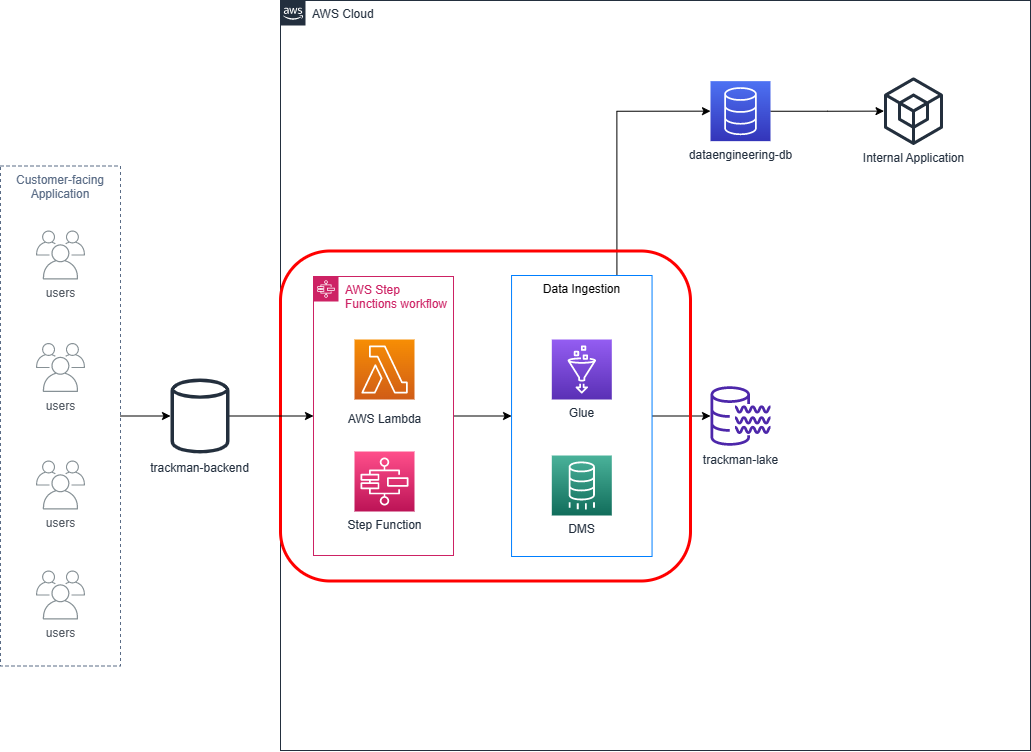 aws
AWS Cloud
dataengineering-db
Internal Application
Customer-facing
Application
users
users
users
users
trackman-backend
AWS Step
Functions workflow
AWS Lambda
Step Function
Data Ingestion
Glue
DMS
trackman-lake